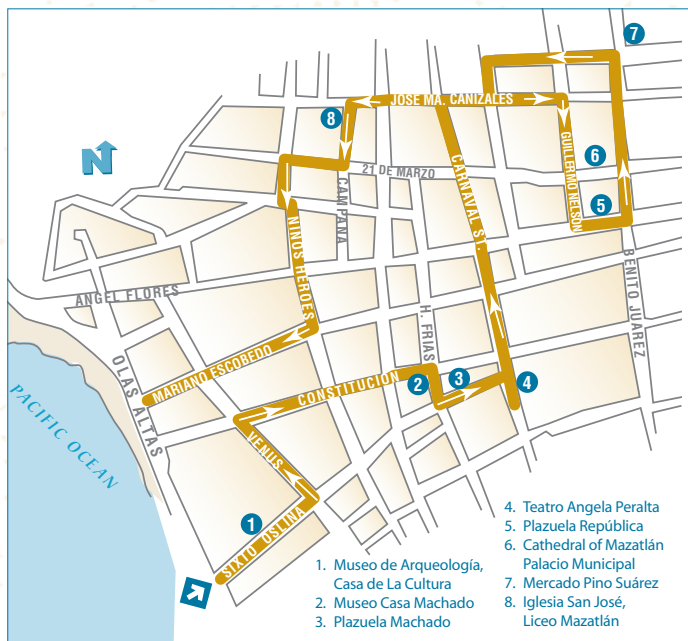 7
JOSE MA. CANIZALES
8
GUILLERMO NELSON
CARNAVAL ST.
6
N
21 DE MARZO
CAMPANA
5
NINOS HEROES
BENITO JUAREZ
ANGEL FLORES
H. FRIAS
OLAS ALTAS
MARIANO ESCOBEDO
CONSTITUCION
2
3
4
PACIFIC OCEAN
VENUS
1
SIXTO OSLINA
1. Museo de Arqueología,
Casa de La Cultura
2. Museo Casa Machado
3. Plazuela Machado
4. Teatro Angela Peralta
5. Plazuela República
6. Cathedral of Mazatlán
Palacio Municipal
7. Mercado Pino Suárez
8. Iglesia San José,
Liceo Mazatlán